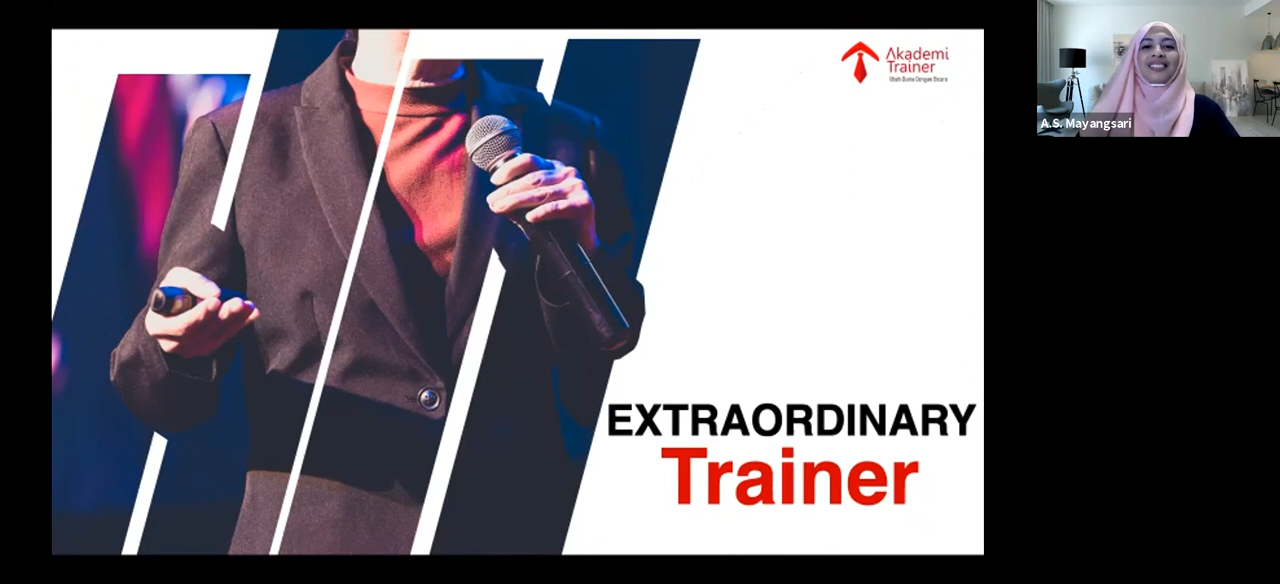 Akademi
Trainer
Ubah Dunia Dengan Bicara
A.S. Mayangsari
EXTRAORDINARY
Trainer